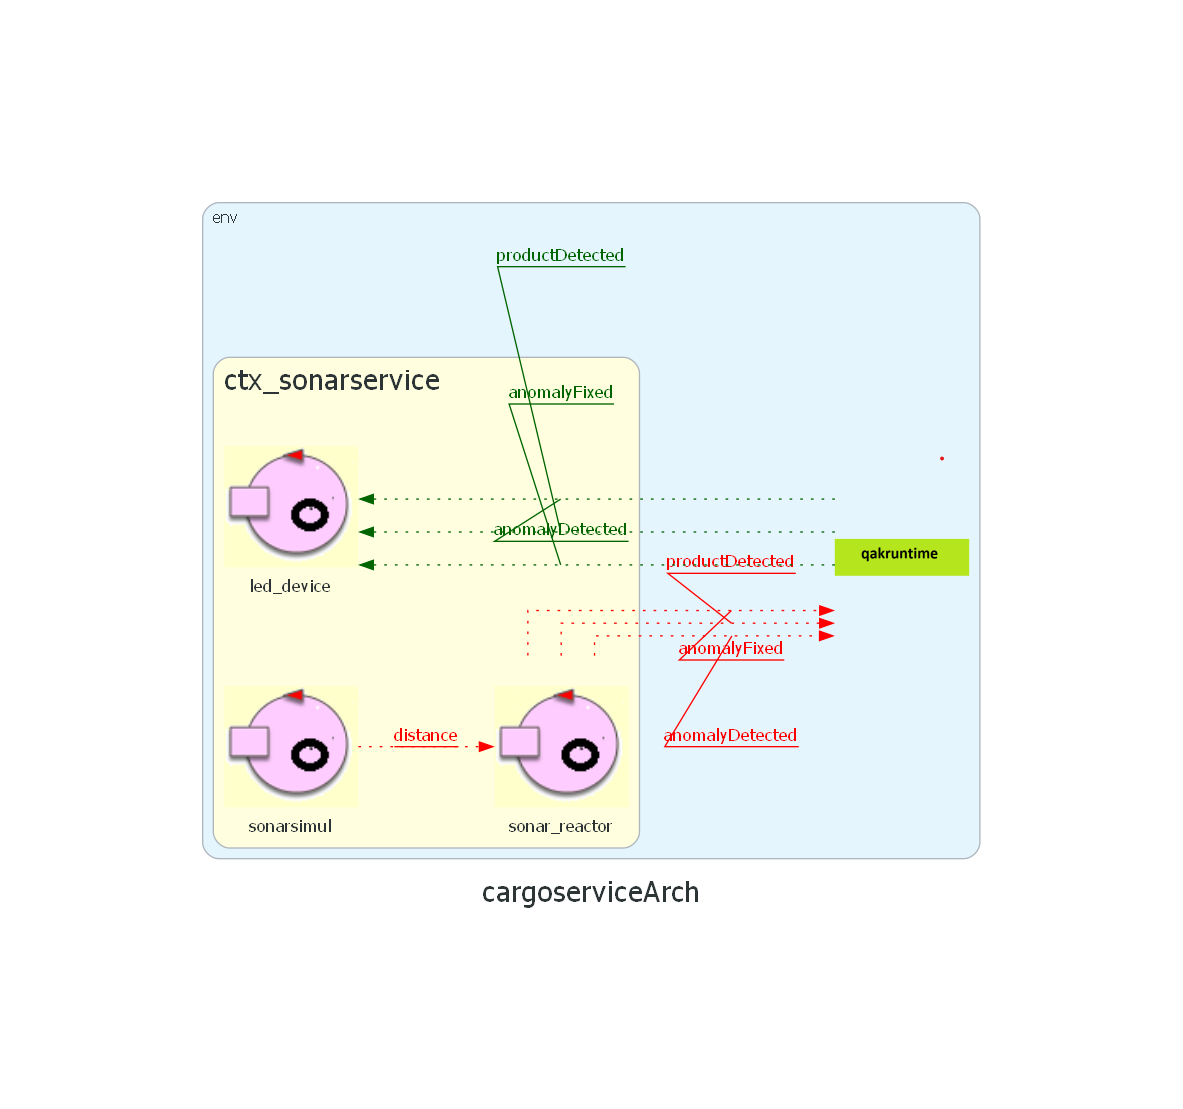 env
productDetected
ctx_sonarservice
anomalyFixed
anomalyDetected
qakruntime
productDetected
led_device
anomalyFixed
distance
anomalyDetected
sonarsimul
sonar_reactor
cargoserviceArch